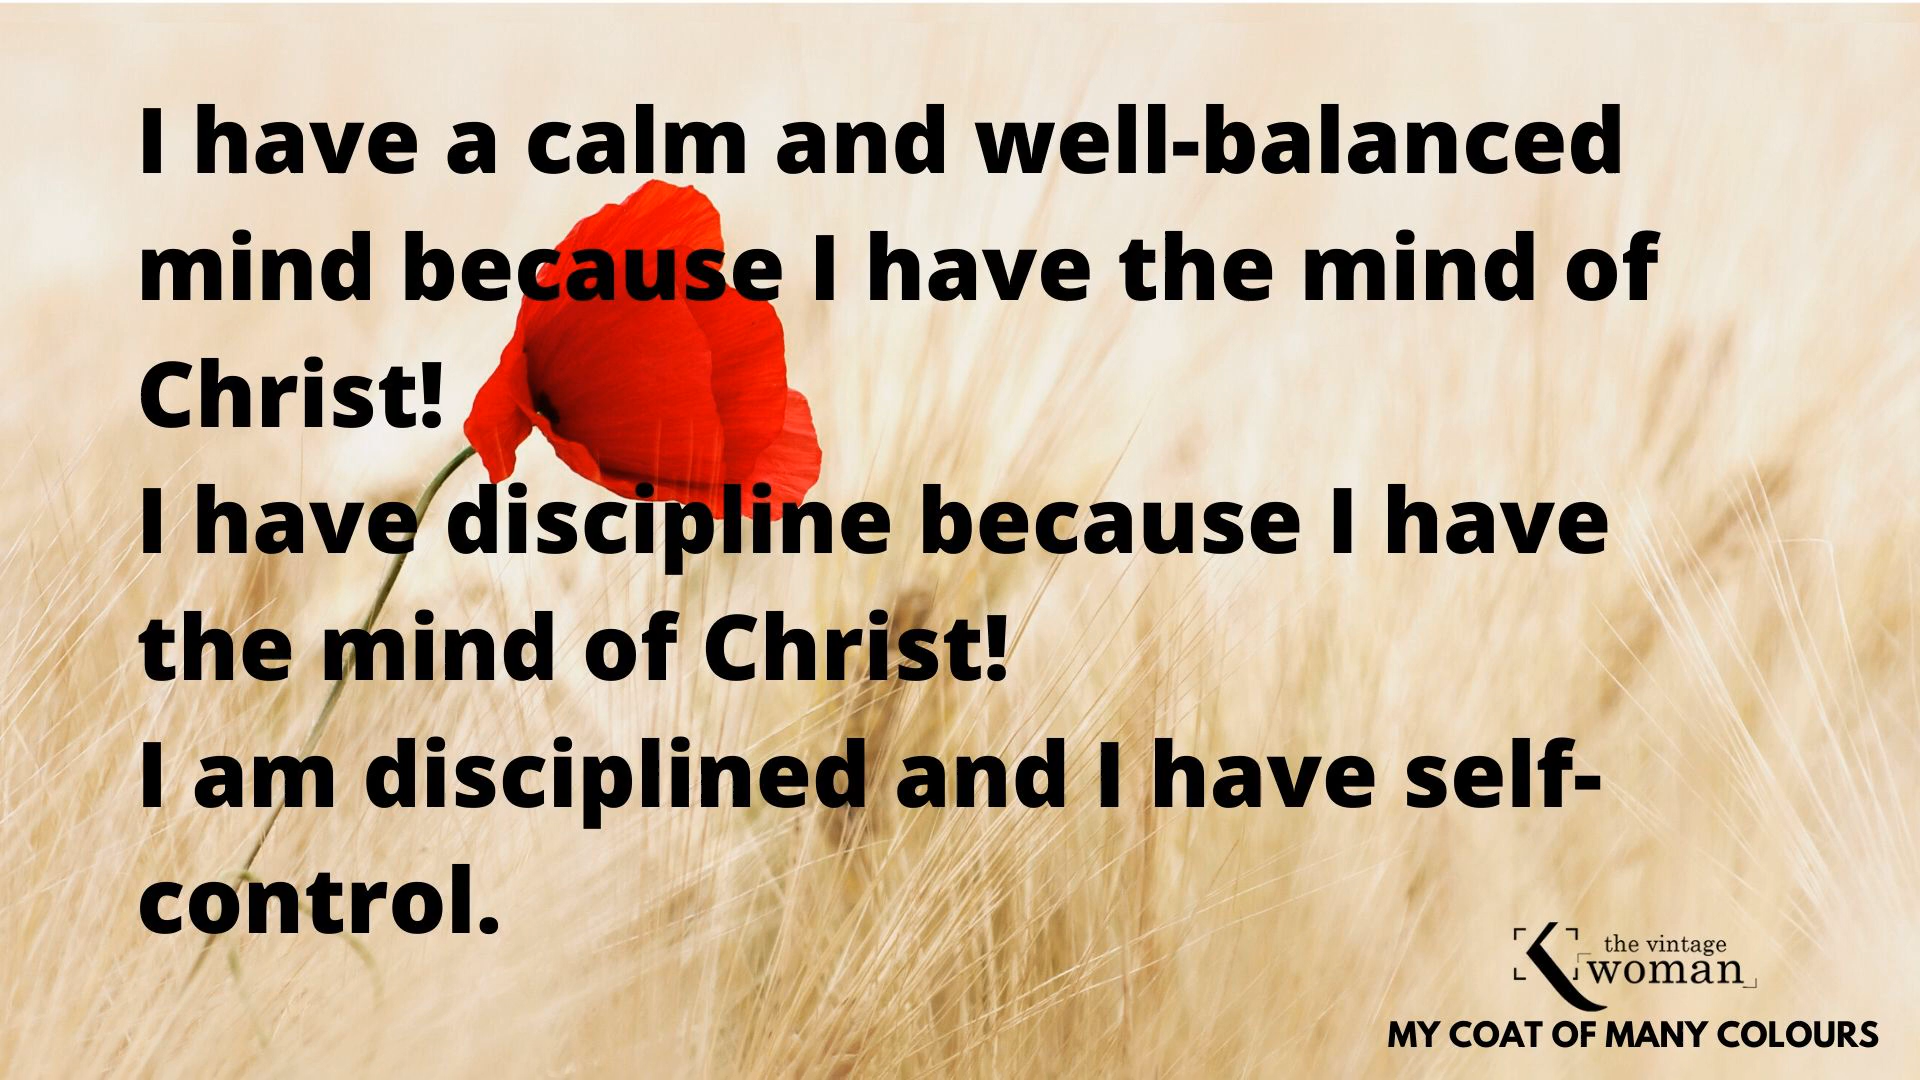 I have a calm and well-balanced
mind because I have the mind of
Christ!
I have discipline because I have
the mind of Christ!
I am disciplined and I have self-
control.
K the vintage
woman
MY COAT OF MANY COLOURS